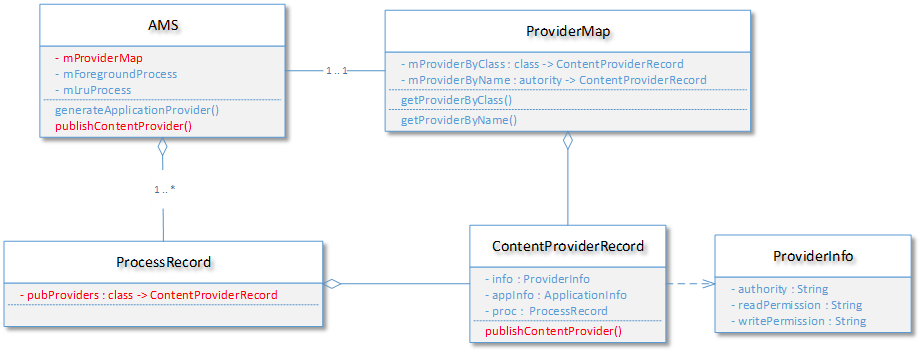 AMS
- mProviderMap
- mForegroundProcess
- mLruProcess
generateApplicationProvider()
publishContentProvider()
1..1
ProviderMap
- mProviderByClass : class -> ContentProviderRecord
- mProviderByName : autority -> ContentProviderRecord
getProviderByClass()
getProviderByName()
1..*
ProcessRecord
- pubProviders : class -> ContentProviderRecord
ContentProviderRecord
- info : ProviderInfo
- appInfo : ApplicationInfo
- proc : ProcessRecord
publishContentProvider()
ProviderInfo
- authority : String
- readPermission : String
- writePermission : String